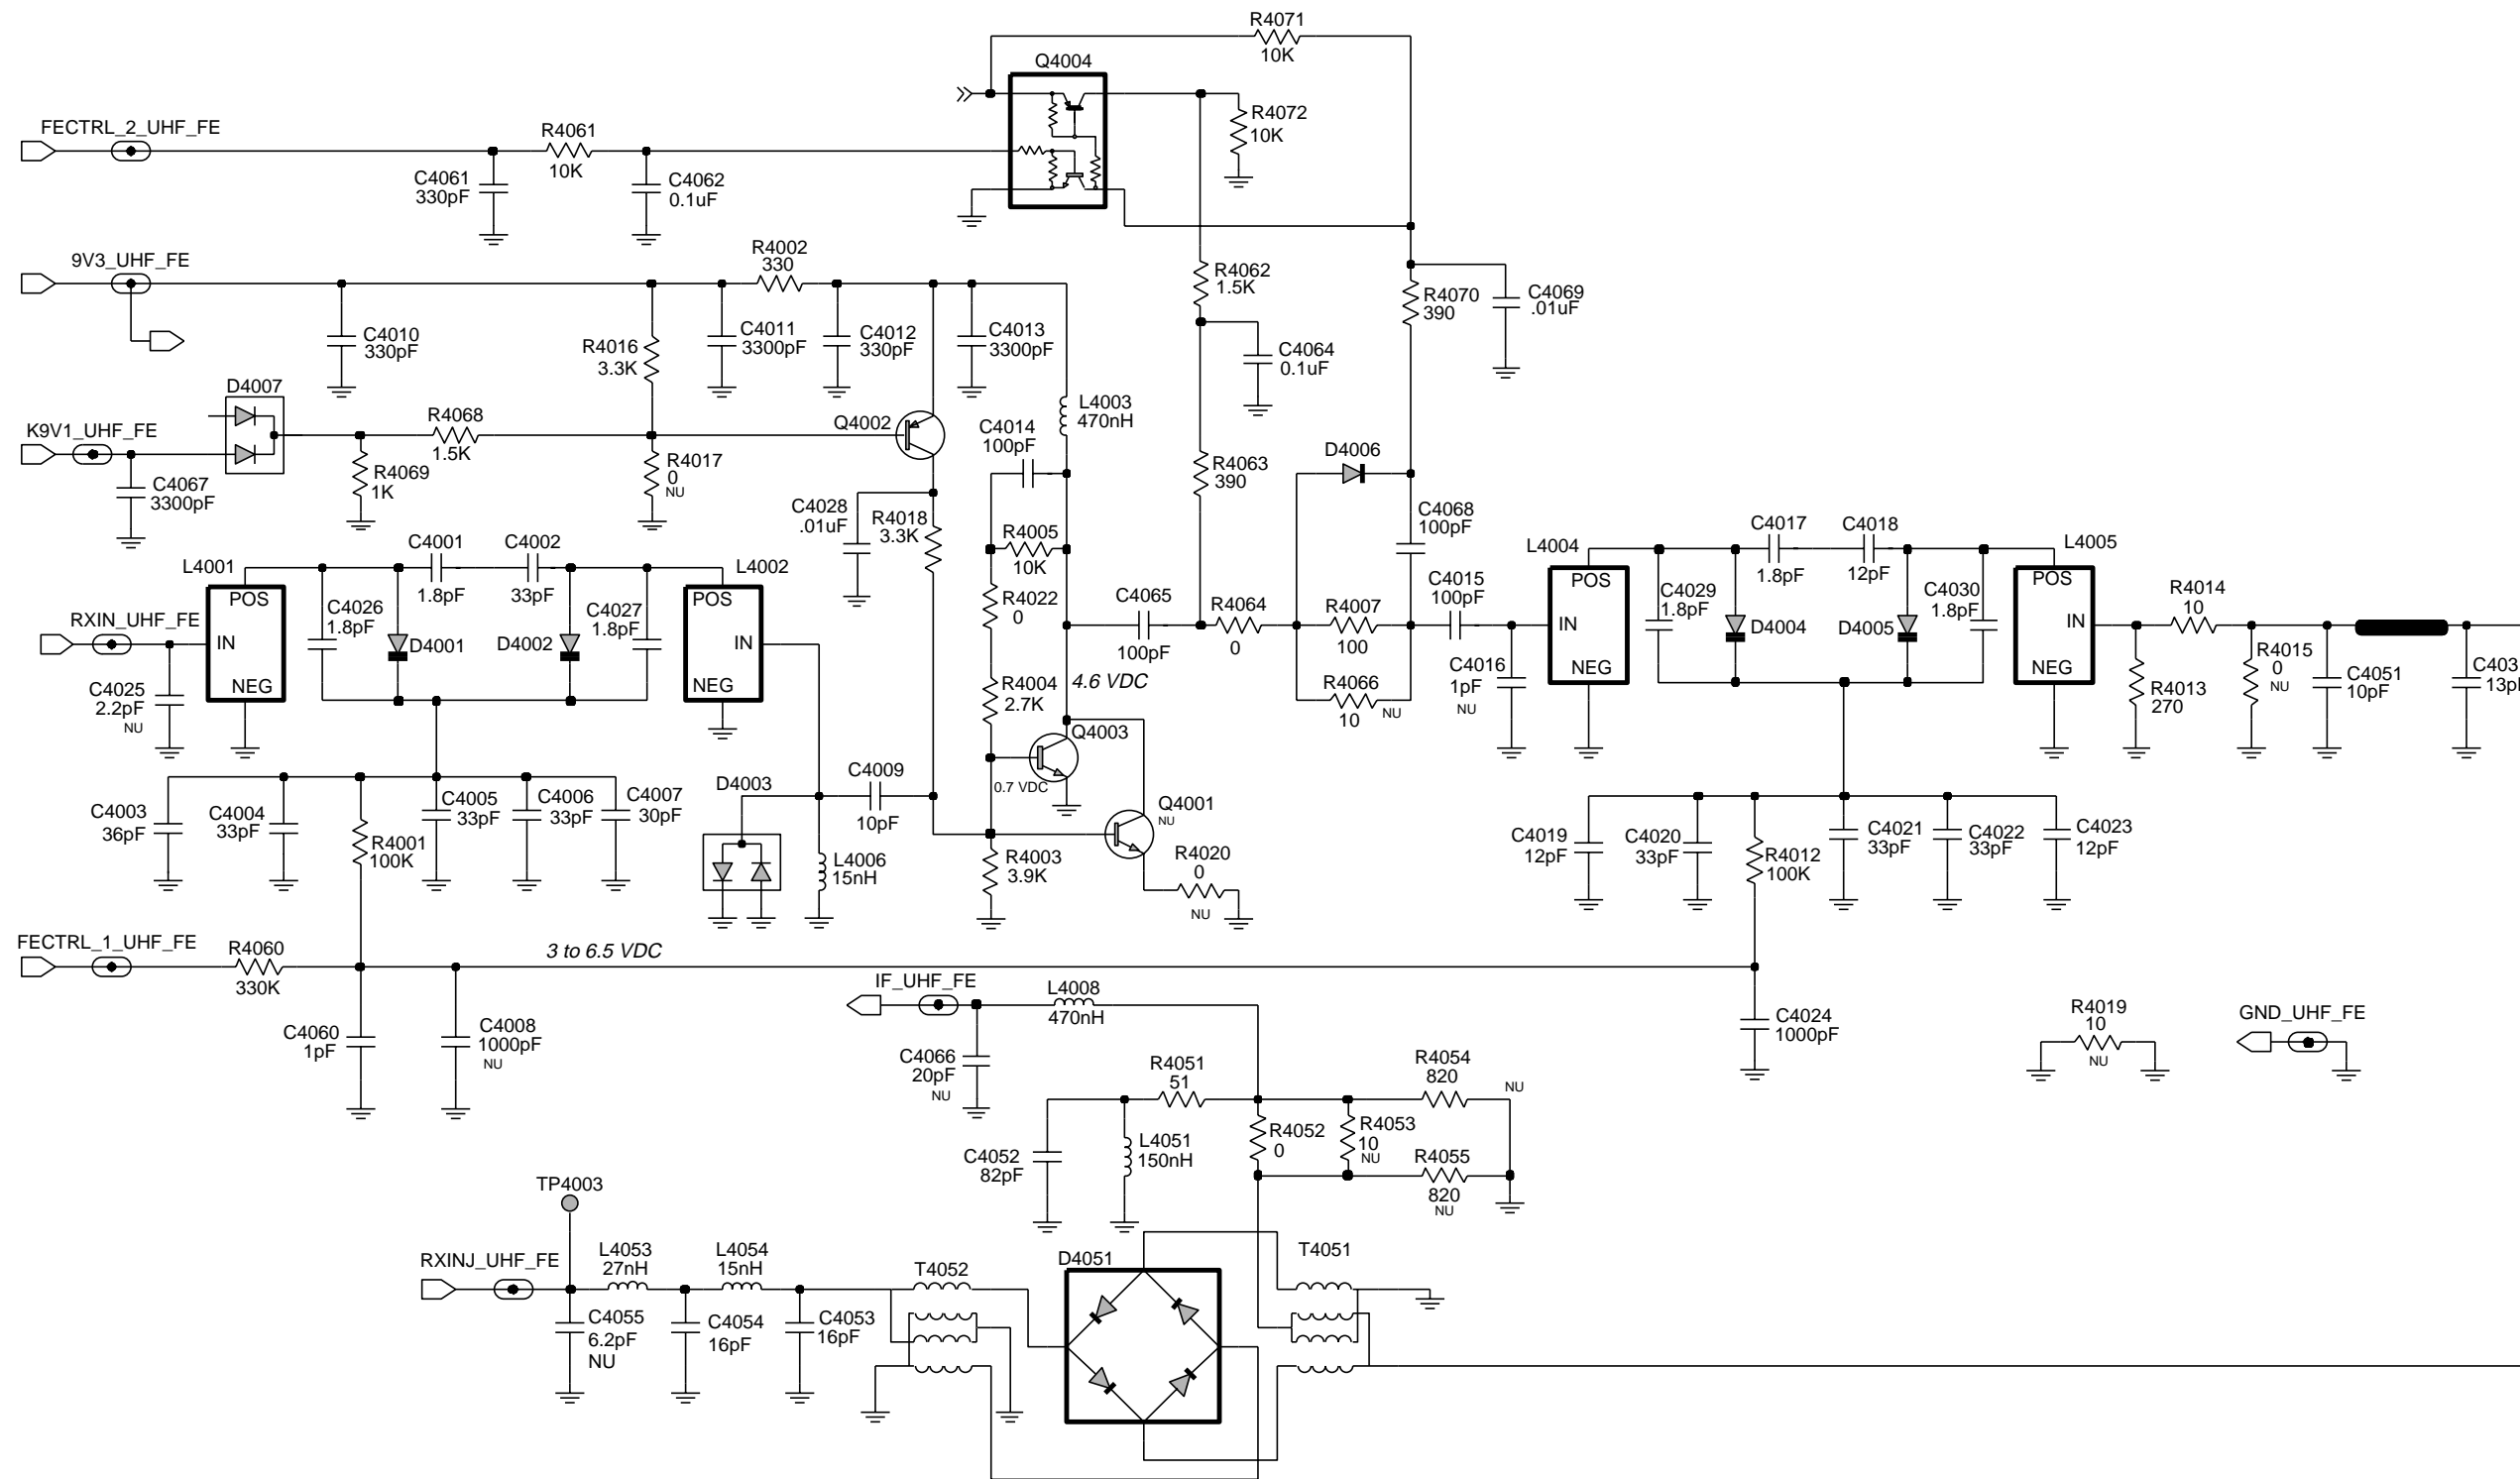 R4071
10K
Q4004
R4072
10K
FECTRL_2_UHF_FE
R4061
10K
C4061
330pF
C4062
0.1uF
9V3_UHF_FE
R4002
330
R4062
1.5K
R4070
390
C4069
.01uF
C4010
330pF
R4016
3.3K
C4011
3300pF
C4012
330pF
C4013
3300pF
C4064
0.1uF
D4007
K9V1_UHF_FE
R4068
1.5K
Q4002
L4003
470nH
C4014
100pF
R4063
390
D4006
C4067
3300pF
R4069
1K
R4017
0
NU
C4028
.01uF
R4018
3.3K
R4005
10K
C4068
100pF
L4001
C4001
1.8pF
C4002
33pF
L4002
L4004
C4017
1.8pF
C4018
12pF
L4005
POS
IN
NEG
POS
IN
NEG
POS
IN
NEG
POS
IN
NEG
RXIN_UHF_FE
C4026
1.8pF
C4027
1.8pF
D4001
D4002
R4022
0
C4065
100pF
R4064
0
R4007
100
C4015
100pF
C4029
1.8pF
C4030
1.8pF
D4004
D4005
R4014
10
C4025
2.2pF
NU
R4004
2.7K
4.6 VDC
R4066
10
NU
C4016
1pF
NU
R4013
270
R4015
0
NU
C4051
10pF
C403
13p
Q4003
0.7 VDC
D4003
C4009
10pF
Q4001
NU
C4003
36pF
C4004
33pF
R4001
100K
C4005
33pF
C4006
33pF
C4007
30pF
L4006
15nH
R4003
3.9K
R4020
0
NU
C4019
12pF
C4020
33pF
R4012
100K
C4021
33pF
C4022
33pF
C4023
12pF
FECTRL_1_UHF_FE
R4060
330K
3 to 6.5 VDC
IF_UHF_FE
L4008
470nH
C4060
1pF
C4008
1000pF
NU
C4066
20pF
NU
C4024
1000pF
R4019
10
NU
GND_UHF_FE
R4051
51
R4054
820
NU
C4052
82pF
L4051
150nH
R4052
0
R4053
10
NU
R4055
820
NU
TP4003
RXINJ_UHF_FE
L4053
27nH
L4054
15nH
T4052
D4051
T4051
C4055
6.2pF
NU
C4054
16pF
C4053
16pF